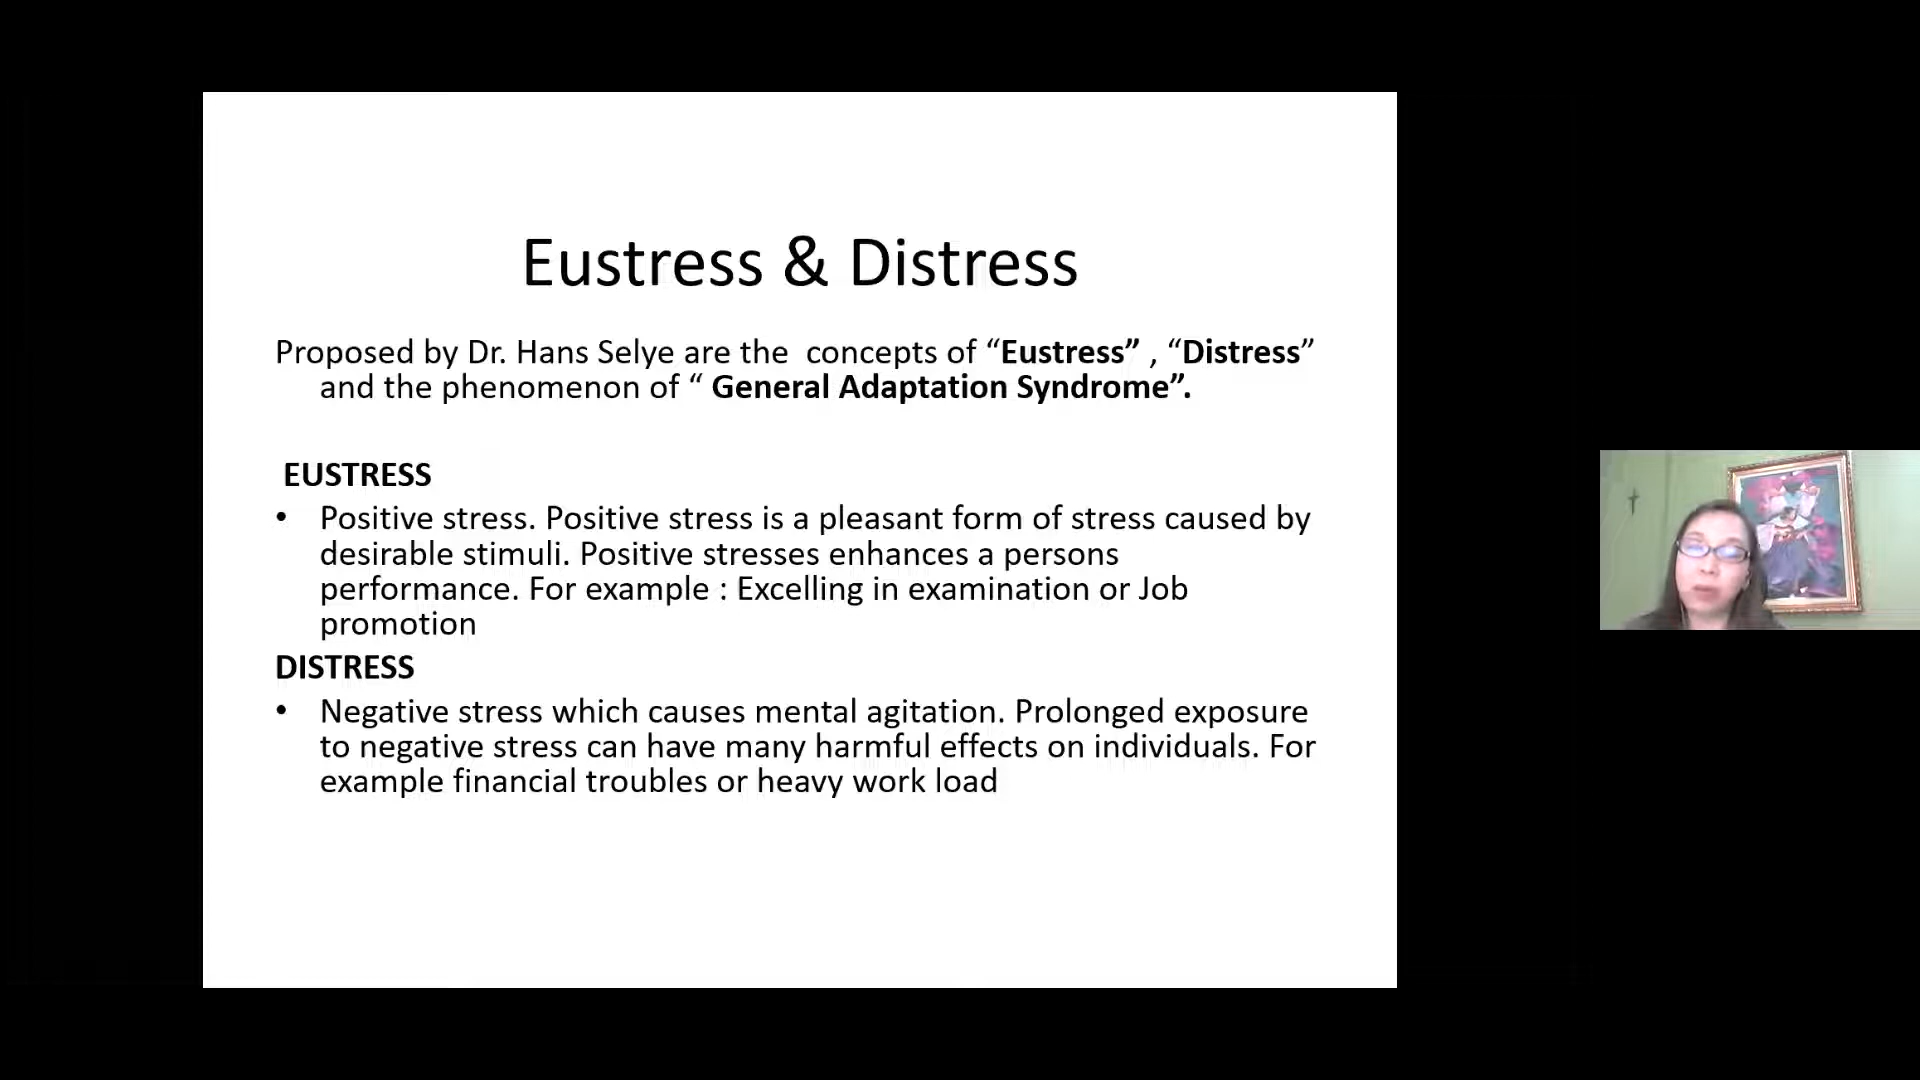 Eustress & Distress
Proposed by Dr. Hans Selye are the  concepts of “Eustress” , “Distress”
and the phenomenon of “ General Adaptation Syndrome”.
EUSTRESS
• Positive stress. Positive stress is a pleasant form of stress caused by
desirable stimuli. Positive stresses enhances a persons
performance. For example : Excelling in examination or Job
promotion
DISTRESS
• Negative stress which causes mental agitation. Prolonged exposure
to negative stress can have many harmful effects on individuals. For
example financial troubles or heavy work load